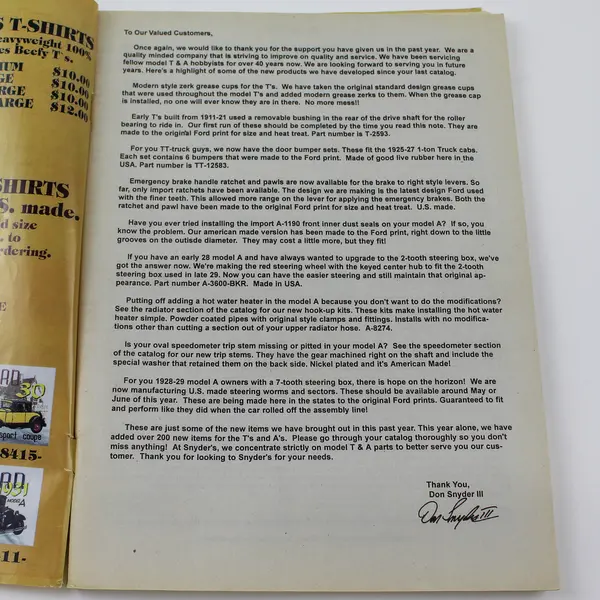 S T-SHIRTS
heavyweight 100%
es Beefy T's.
IUM $10.00
GE $10.00
RGE $10.00
ARGE $12.00
SHIRTS
S. made.
d size
. to
rdering.
E
30
sport coupe
8415-
1931
MODEL A
11-
To Our Valued Customers,
Once again, we would like to thank you for the support you have given us in the past year. We are a
quality minded company that is striving to improve on quality and service. We have been servicing
fellow model T & A hobbyists for over 40 years now. We are looking forward to serving you in future
years. Here's a highlight of some of the new products we have developed since your last catalog.
Modern style zerk grease cups for the T's. We have taken the original standard design grease cups
that were used throughout the model T's and added modern grease zerks to them. When the grease cap
is installed, no one will ever know they are in there. No more mess!!
Early T's built from 1911-21 used a removable bushing in the rear of the drive shaft for the roller
bearing to ride in. Our first run of these should be completed by the time you read this note. They are
made to the original Ford print for size and heat treat. Part number is T-2593.
For you TT-truck guys, we now have the door bumper sets. These fit the 1925-27 1-ton Truck cabs.
Each set contains 6 bumpers that were made to the Ford print. Made of good live rubber here in the
USA. Part number is TT-12583.
Emergency brake handle ratchet and pawls are now available for the brake to right style levers. So
far, only import ratchets have been available. The design we are making is the latest design Ford used
with the finer teeth. This allowed more range on the lever for applying the emergency brakes. Both the
ratchet and pawl have been made to the original Ford print for size and heat treat. U.S. made.
Have you ever tried installing the import A-1190 front inner dust seals on your model A? If so, you
know the problem. Our american made version has been made to the Ford print, right down to the little
grooves on the outisde diameter. They may cost a little more, but they fit!
If you have an early 28 model A and have always wanted to upgrade to the 2-tooth steering box, we've
got the answer now. We're making the red steering wheel with the keyed center hub to fit the 2-tooth
steering box used in late 29. Now you can have the easier steering and still maintain that original ap-
pearance. Part number A-3600-BKR. Made in USA.
Putting off adding a hot water heater in the model A because you don't want to do the modifications?
See the radiator section of the catalog for our new hook-up kits. These kits make installing the hot water
heater simple. Powder coated pipes with original style clamps and fittings. Installs with no modifica-
tions other than cutting a section out of your upper radiator hose. A-8274.
Is your oval speedometer trip stem missing or pitted in your model A? See the speedometer section
of the catalog for our new trip stems. They have the gear machined right on the shaft and include the
special washer that retained them on the back side. Nickel plated and it's American Made!
For you 1928-29 model A owners with a 7-tooth steering box, there is hope on the horizon! We are
now manufacturing U.S. made steering worms and sectors. These should be available around May or
June of this year. These are being made here in the states to the original Ford prints. Guaranteed to fit
and perform like they did when the car rolled off the assembly line!
These are just some of the new items we have brought out in this past year. This year alone, we have
added over 200 new items for the T's and A's. Please go through your catalog thoroughly so you don't
miss anything! At Snyder's, we concentrate strictly on model T & A parts to better serve you our cus-
tomer. Thank you for looking to Snyder's for your needs.
Thank You,
Don Snyder III
Don Snyder III